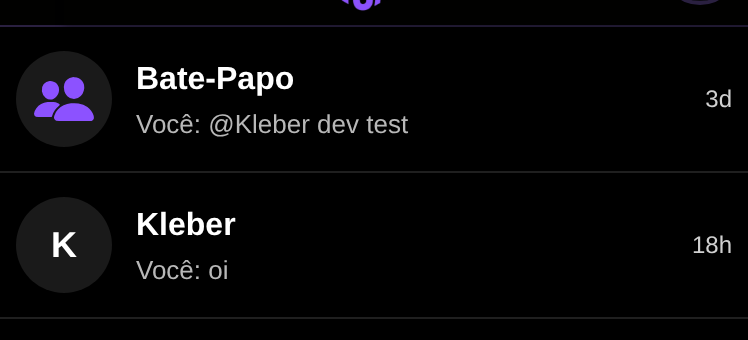 Bate-Papo
Você: @Kleber dev test
3d
K
Kleber
Você: oi
18h